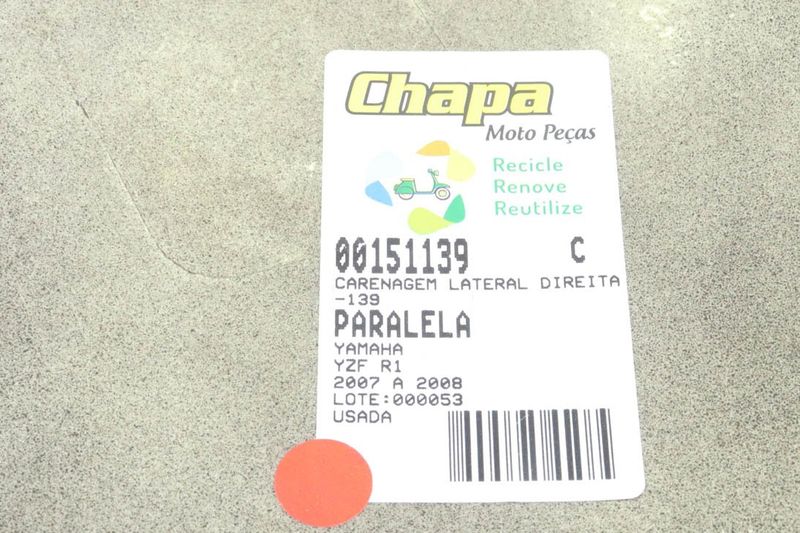 Chapa
Moto Peças
Recicle
Renove
Reutilize
00151139 C
CARENAGEM LATERAL DIREITA
-139
PARALELA
YAMAHA
YZF R1
2007 A 2008
LOTE:000053
USADA